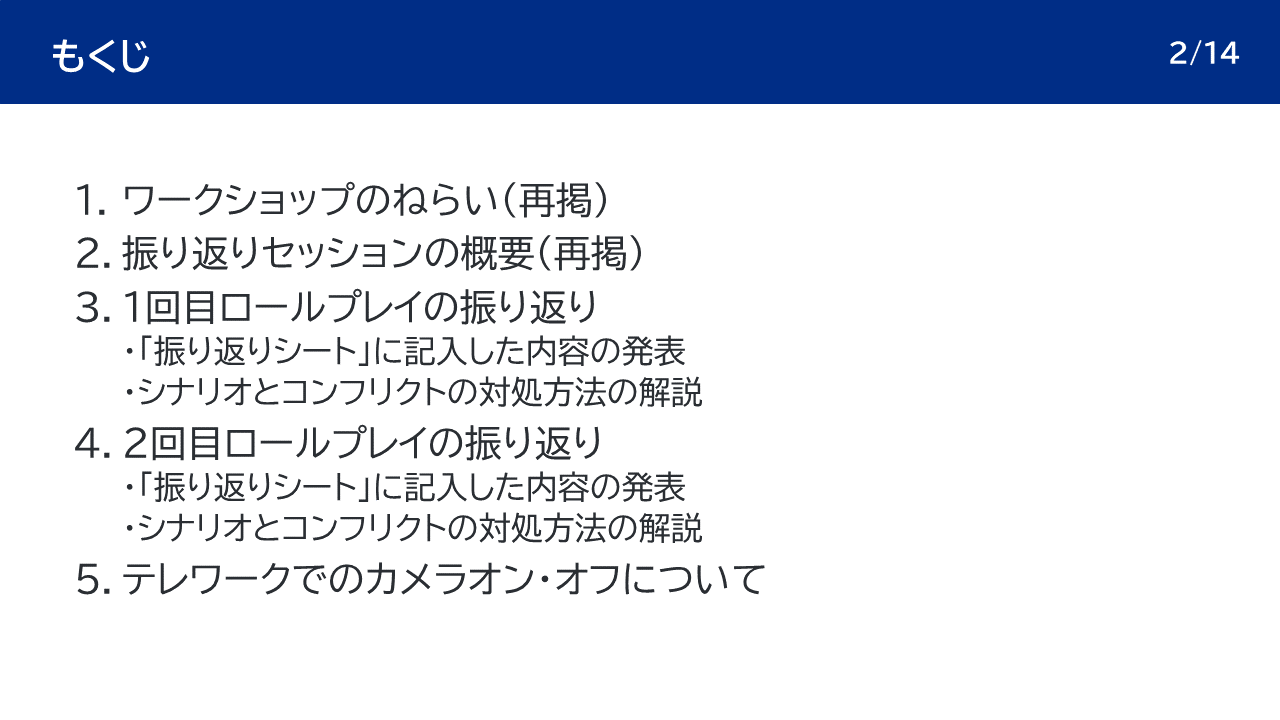 もくじ
2/14
1. ワークショップのねらい（再掲）
2. 振り返りセッションの概要（再掲）
3. 1回目ロールプレイの振り返り
・「振り返りシート」に記入した内容の発表
・シナリオとコンフリクトの対処方法の解説
4. 2回目ロールプレイの振り返り
・「振り返りシート」に記入した内容の発表
・シナリオとコンフリクトの対処方法の解説
5. テレワークでのカメラオン・オフについて